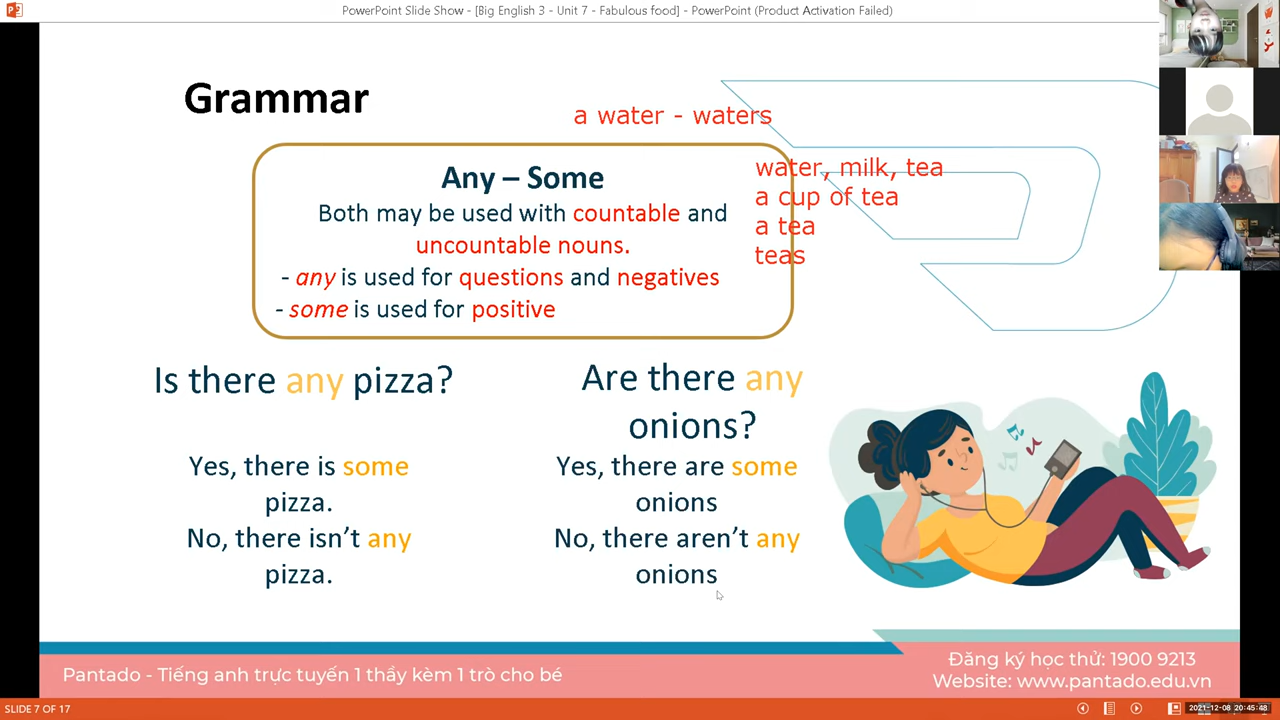 PowerPoint Slide Show - [Big English 3 - Unit 7 - Fabulous food] - PowerPoint (Product Activation Failed)
Grammar
a water - waters
Any – Some
Both may be used with countable and
uncountable nouns.
- any is used for questions and negatives
- some is used for positive
water, milk, tea
a cup of tea
a tea
teas
Is there any pizza?
Yes, there is some
pizza.
No, there isn't any
pizza.
Are there any
onions?
Yes, there are some
onions
No, there aren't any
onions
Pantado - Tiếng anh trực tuyến 1 thầy kèm 1 trò cho bé
Đăng ký học thử: 1900 9213
Website: www.pantado.edu.vn
SLIDE 7 OF 17
2021-12-08 20:45:48